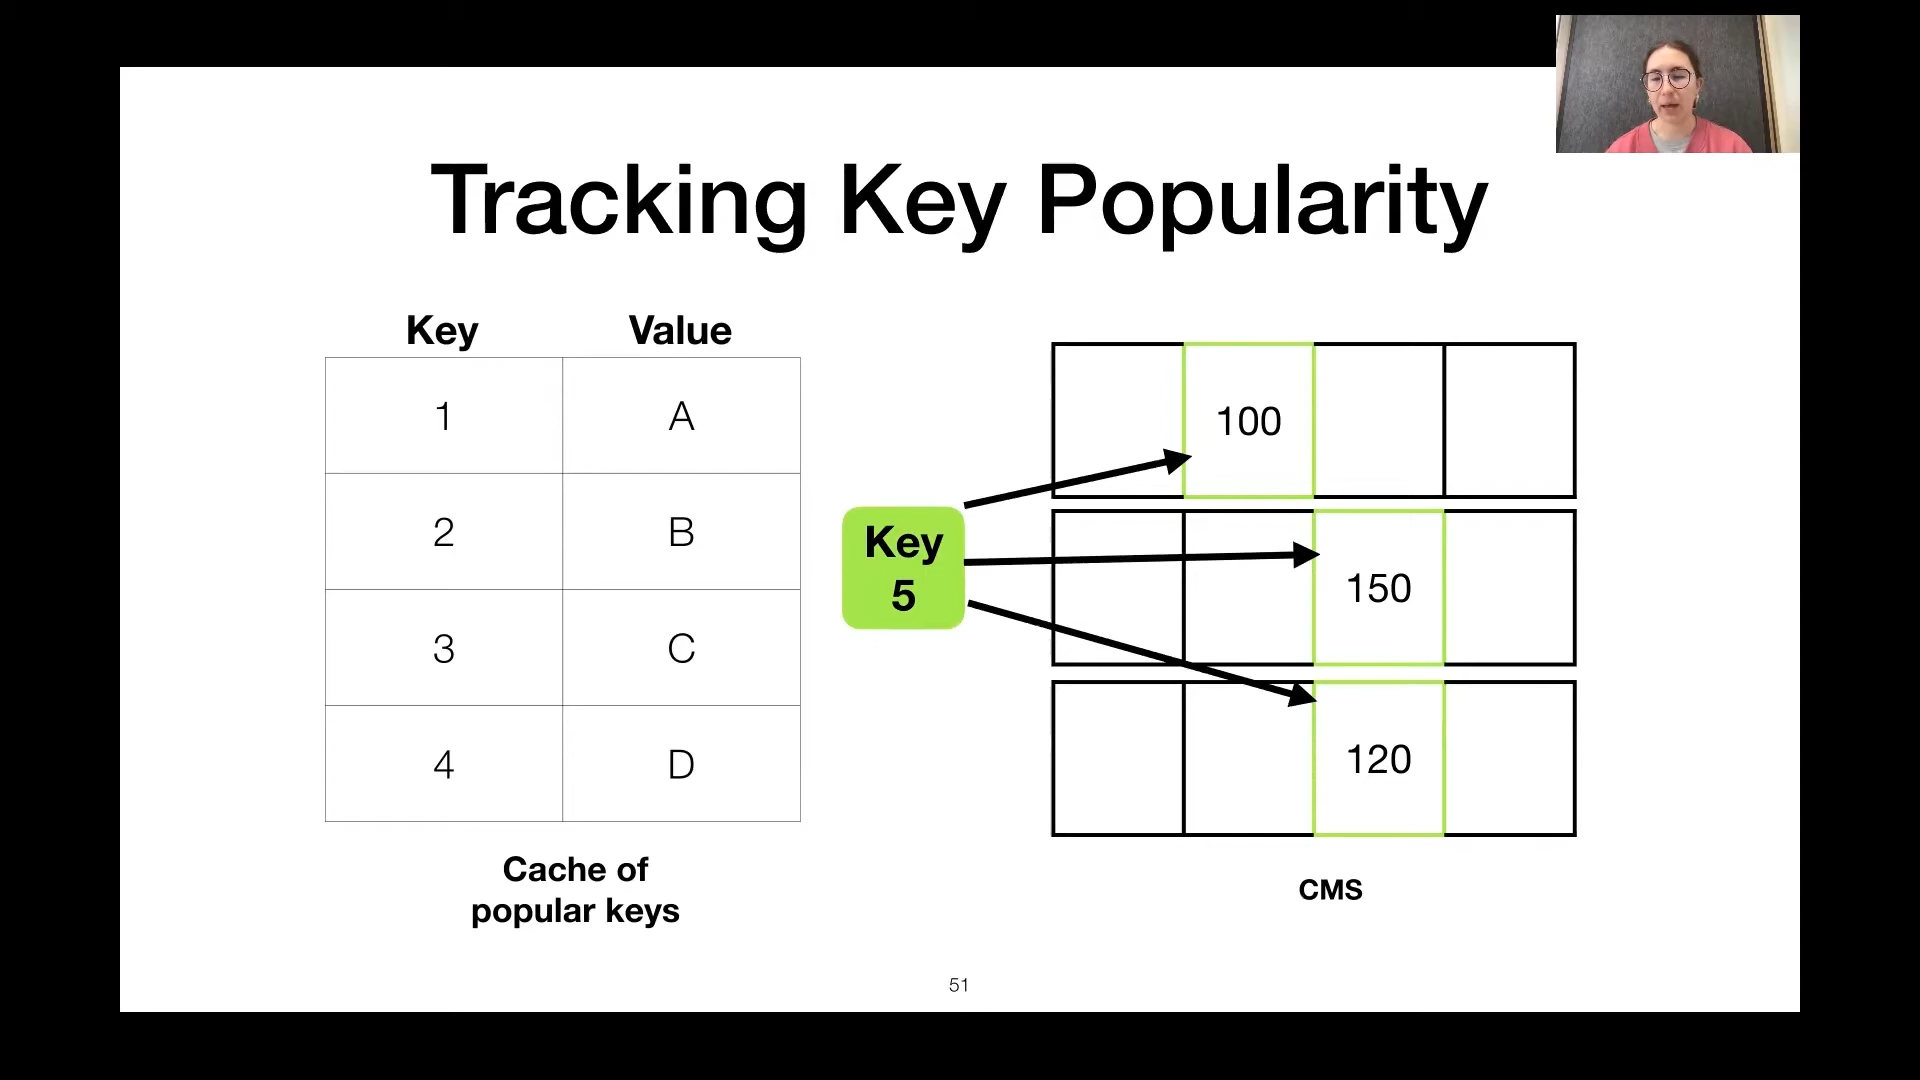 Tracking Key Popularity
Key Value
1 A
2 B
3 C
4 D
Cache of
popular keys
Key
5
100
150
120
CMS
51